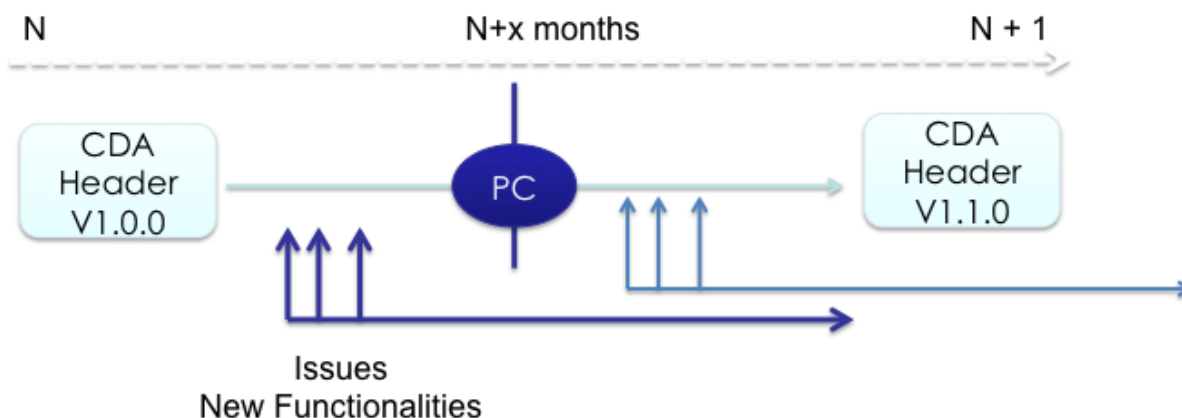 N
N+x months
N + 1
CDA
Header
V1.0.0
PC
CDA
Header
V1.1.0
Issues
New Functionalities